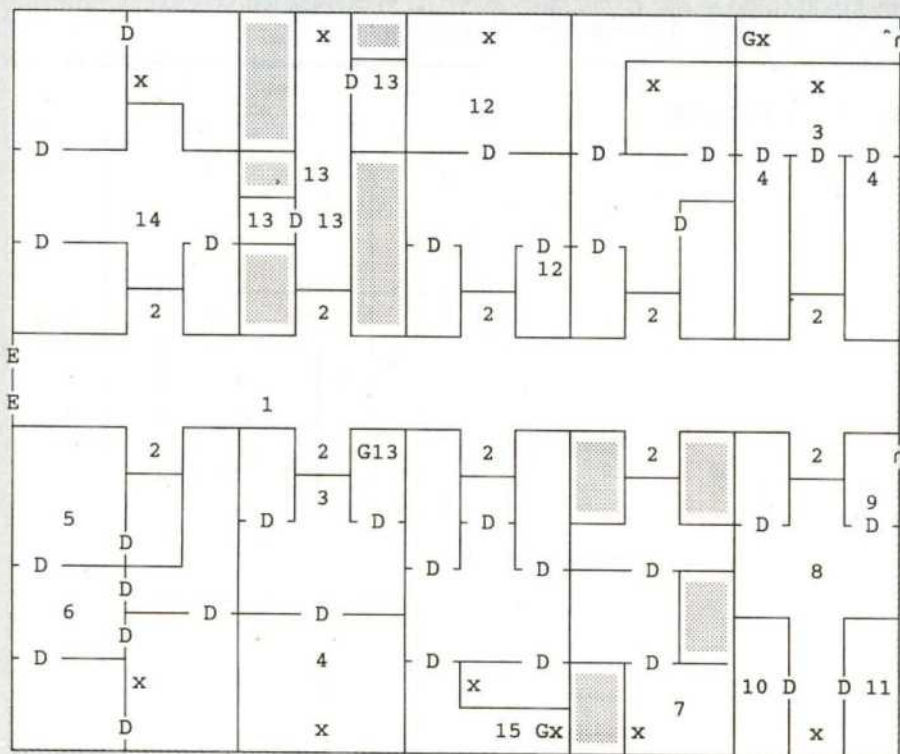 D x x Gx
x D 13 x x
12 3
D D D D D D D
13 4 4
14 13 D 13 D
D D D D D D
12
2 2 2 2 2
E
E
1
2 2 G13 2 2 2
3 9
5 D D D D D
D
D D D D 8
D
6 D D
D
D 4 D D D
x x 10 D D 11
7
D x 15 Gx x x